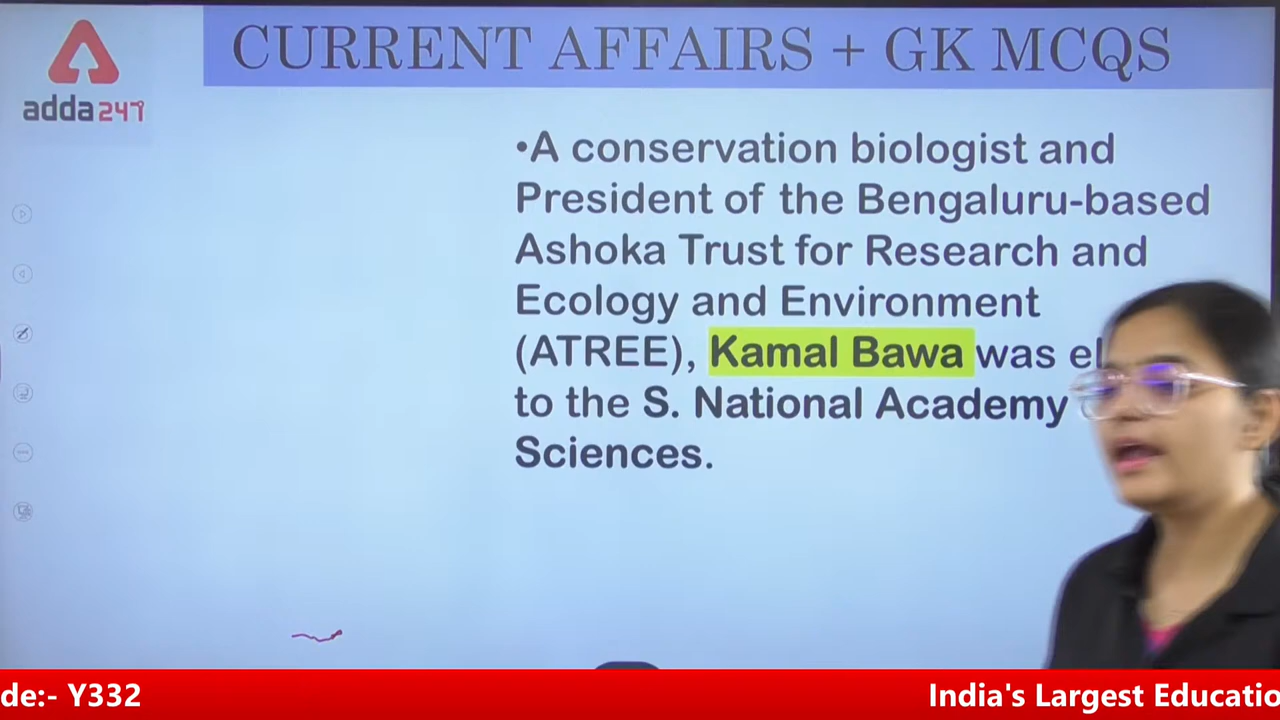 CURRENT AFFAIRS + GK MCQS
adda247
•A conservation biologist and
President of the Bengaluru-based
Ashoka Trust for Research and
Ecology and Environment
(ATREE), Kamal Bawa was
to the S. National Academy
Sciences.
de:- Y332
India's Largest Educatio